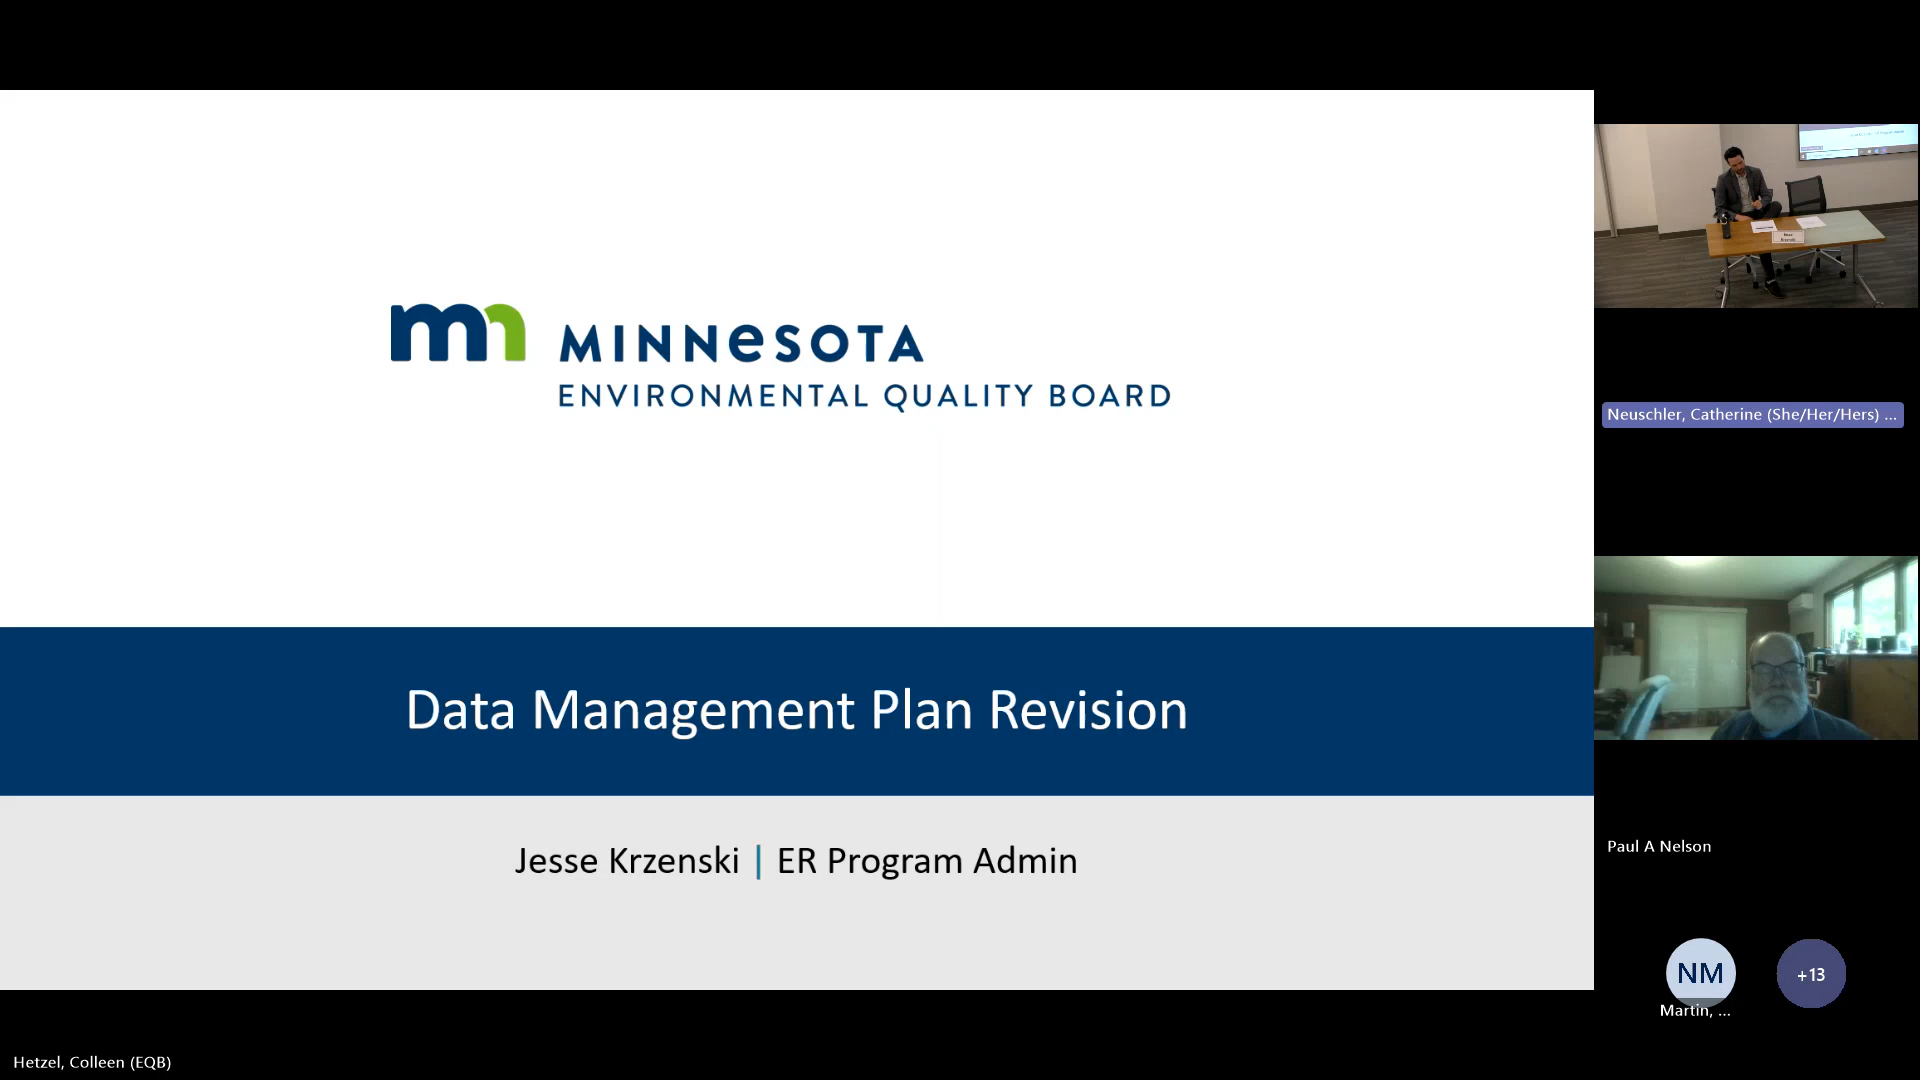 mn MINNESOTA
ENVIRONMENTAL QUALITY BOARD
Data Management Plan Revision
Jesse Krzenski | ER Program Admin
Neuschler, Catherine (She/Her/Hers) ...
Paul A Nelson
NM
+13
Martin, ...
Hetzel, Colleen (EQB)